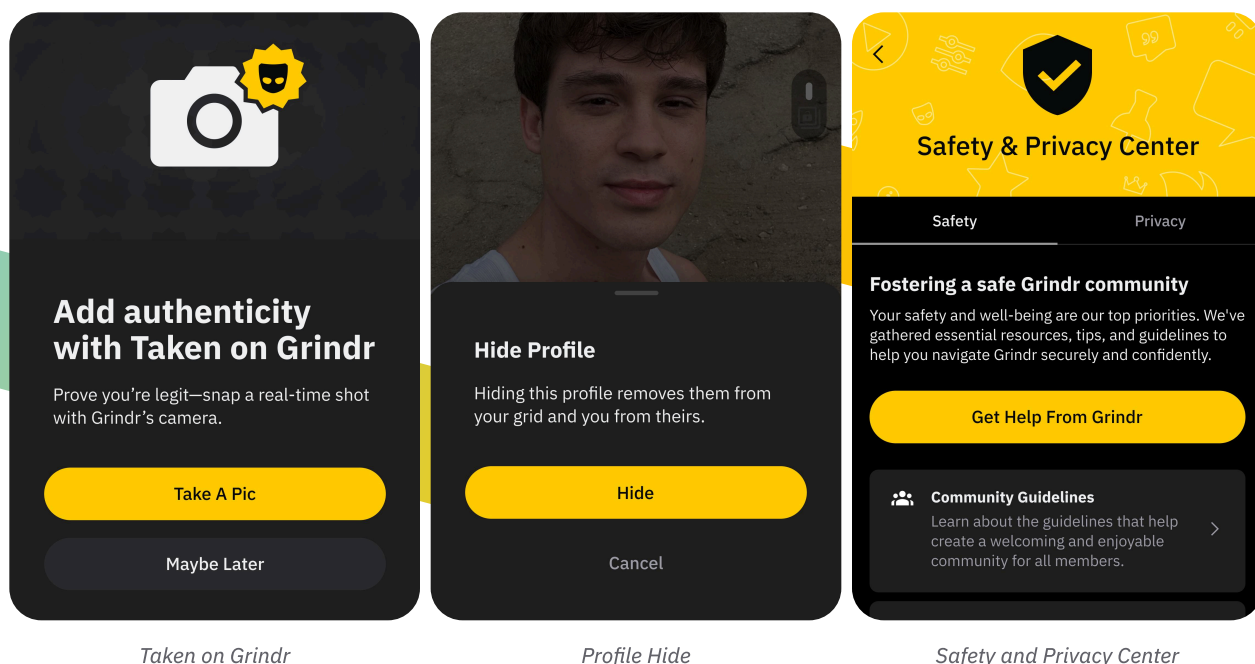 Add authenticity
with Taken on Grindr
Prove you’re legit—snap a real-time shot
with Grindr’s camera.
Take A Pic
Maybe Later
Taken on Grindr
Hide Profile
Hiding this profile removes them from
your grid and you from theirs.
Hide
Cancel
Profile Hide
Safety & Privacy Center
Safety
Privacy
Fostering a safe Grindr community
Your safety and well-being are our top priorities. We've
gathered essential resources, tips, and guidelines to
help you navigate Grindr securely and confidently.
Get Help From Grindr
Community Guidelines
Learn about the guidelines that help
create a welcoming and enjoyable
community for all members.
Safety and Privacy Center